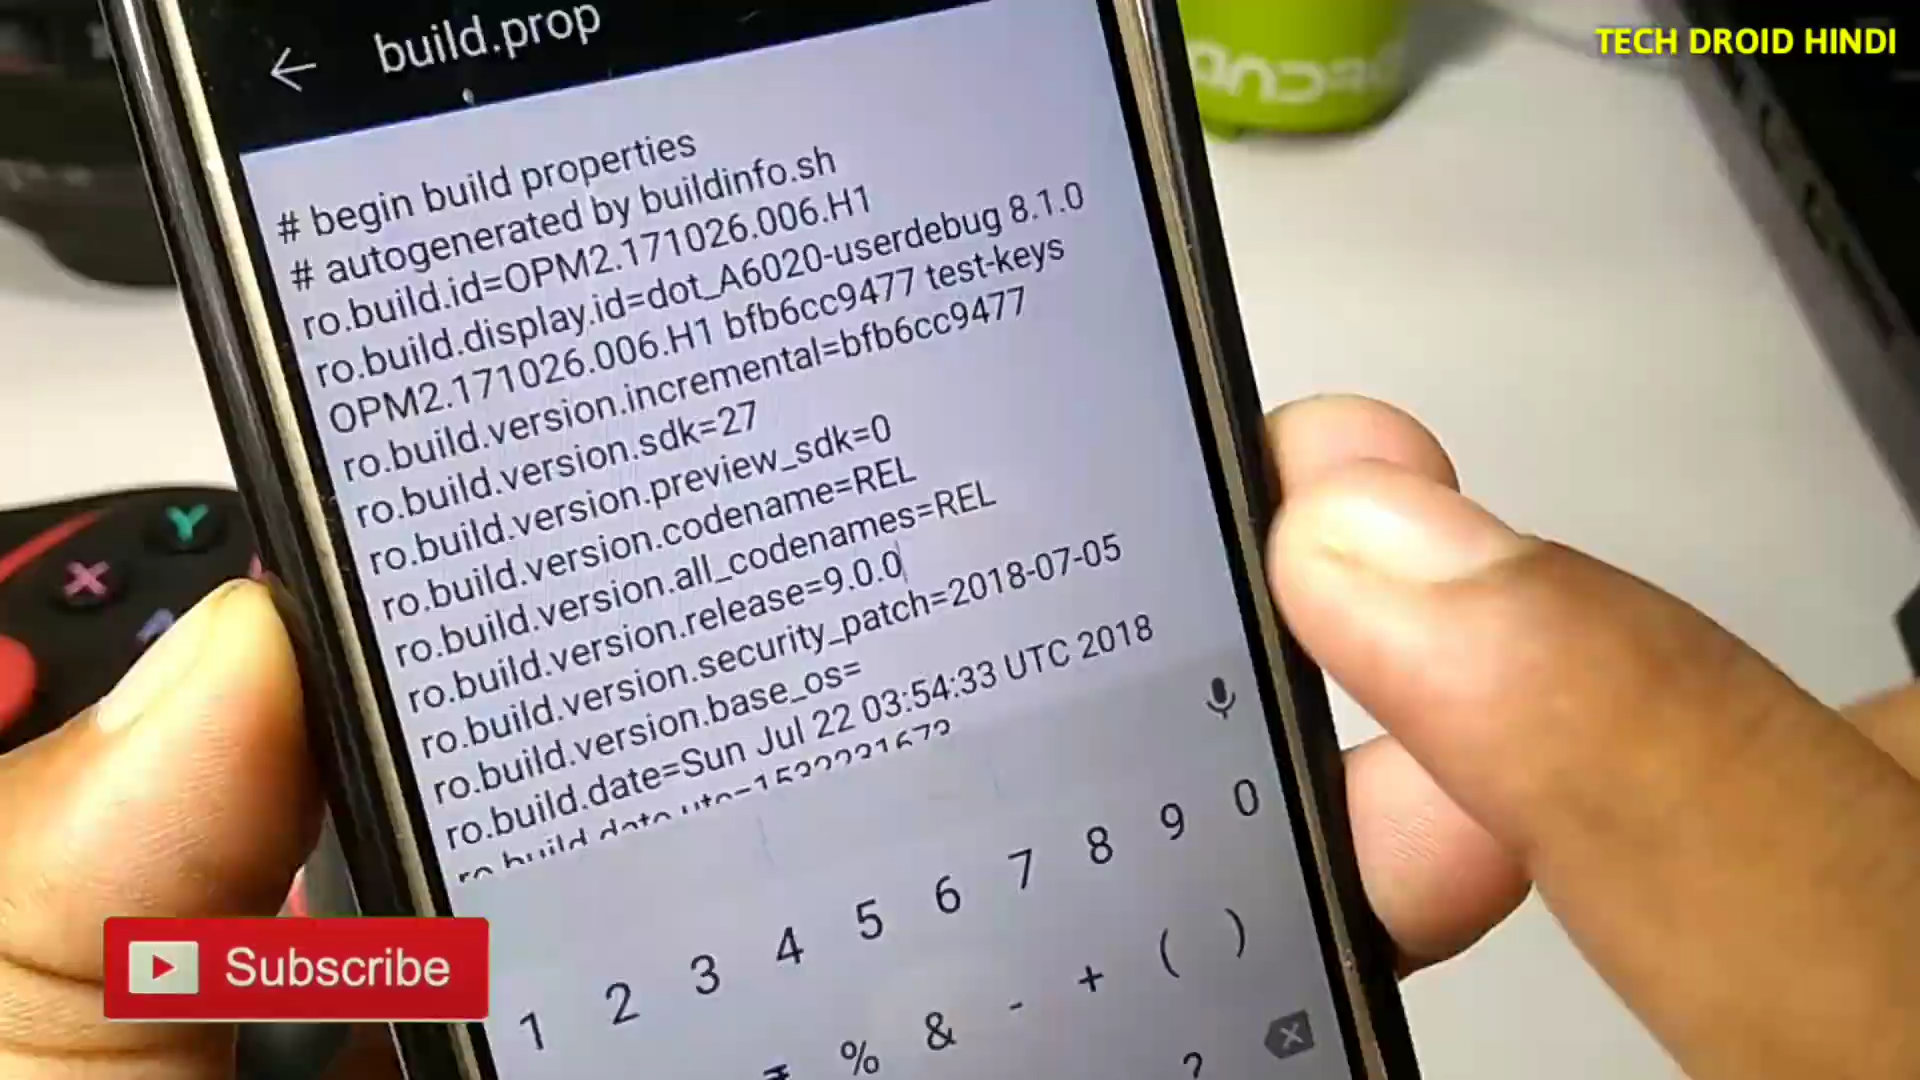 TECH DROID HINDI
build.prop
# begin build properties
# autogenerated by buildinfo.sh
ro.build.id=OPM2.171026.006.H1
ro.build.display.id=dot_A6020-userdebug 8.1.0
OPM2.171026.006.H1 bfb6cc9477 test-keys
ro.build.version.incremental=bfb6cc9477
ro.build.version.sdk=27
ro.build.version.preview_sdk=0
ro.build.version.codename=REL
ro.build.version.all_codenames=REL
ro.build.version.release=9.0.0
ro.build.version.security_patch=2018-07-05
ro.build.version.base_os=
ro.build.date=Sun Jul 22 03:54:33 UTC 2018
1 2 3 4 5 6 7 8 9 0
% & - + ( )
?
Y
X
Subscribe